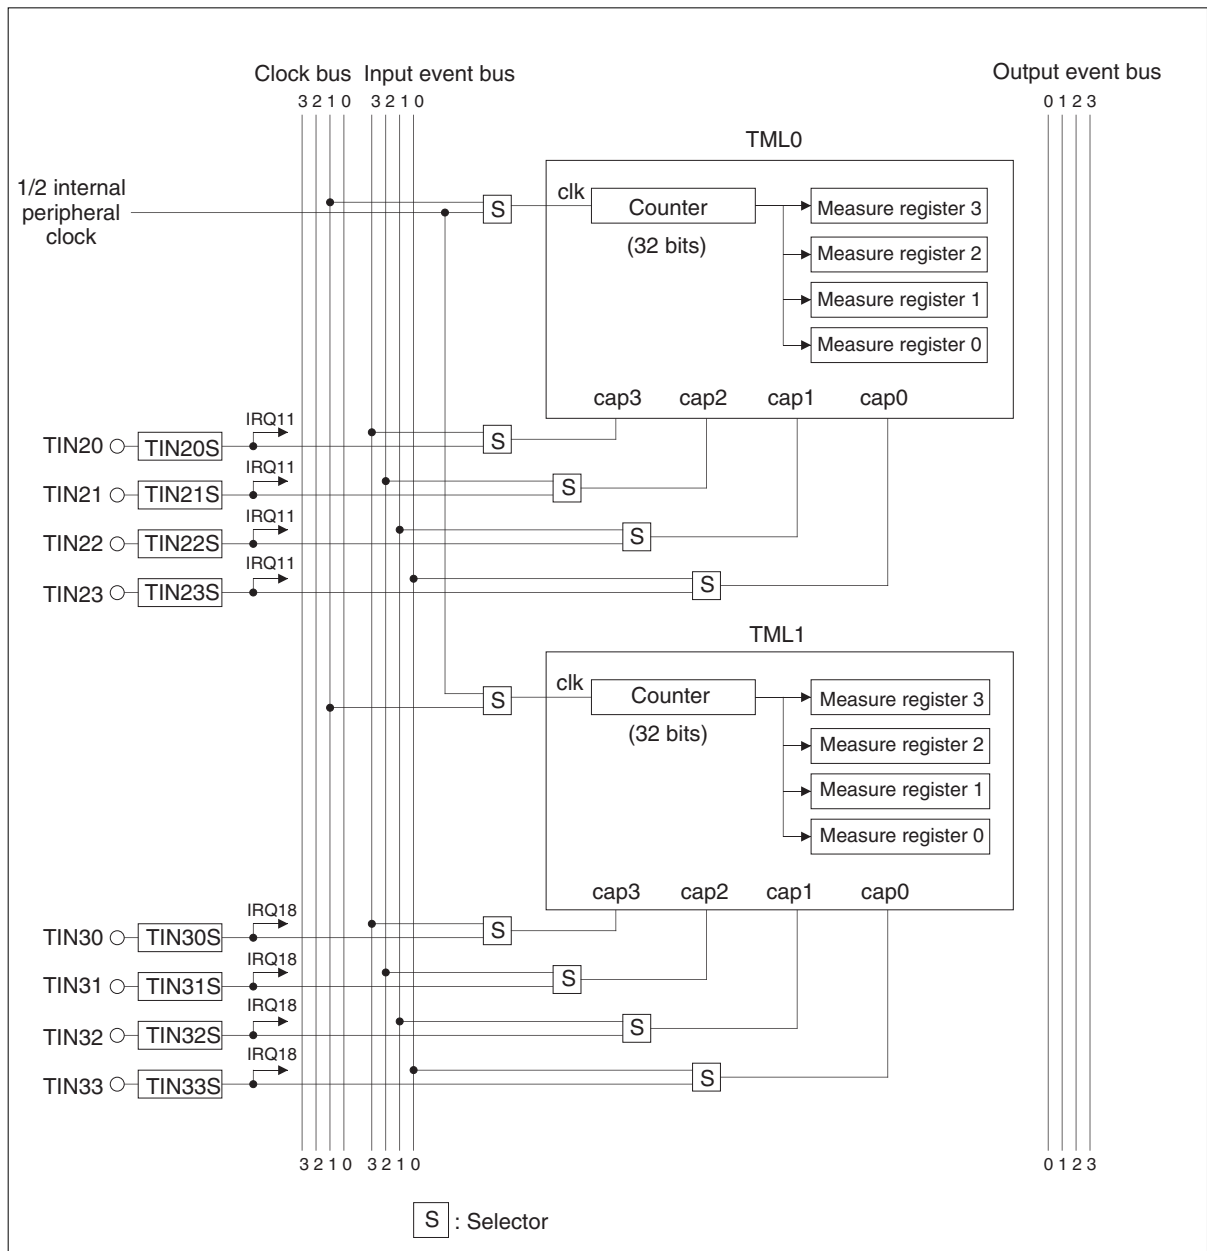 Clock bus Input event bus Output event bus
3 2 1 0 3 2 1 0 0 1 2 3
TML0
1/2 internal
peripheral
clock
S clk Counter Measure register 3
(32 bits) Measure register 2
Measure register 1
Measure register 0
cap3 cap2 cap1 cap0
IRQ11
TIN20 TIN20S S
IRQ11
TIN21 TIN21S S
IRQ11
TIN22 TIN22S S
IRQ11
TIN23 TIN23S S
TML1
S clk Counter Measure register 3
(32 bits) Measure register 2
Measure register 1
Measure register 0
cap3 cap2 cap1 cap0
IRQ18
TIN30 TIN30S S
IRQ18
TIN31 TIN31S S
IRQ18
TIN32 TIN32S S
IRQ18
TIN33 TIN33S S
3 2 1 0 3 2 1 0 0 1 2 3
S : Selector